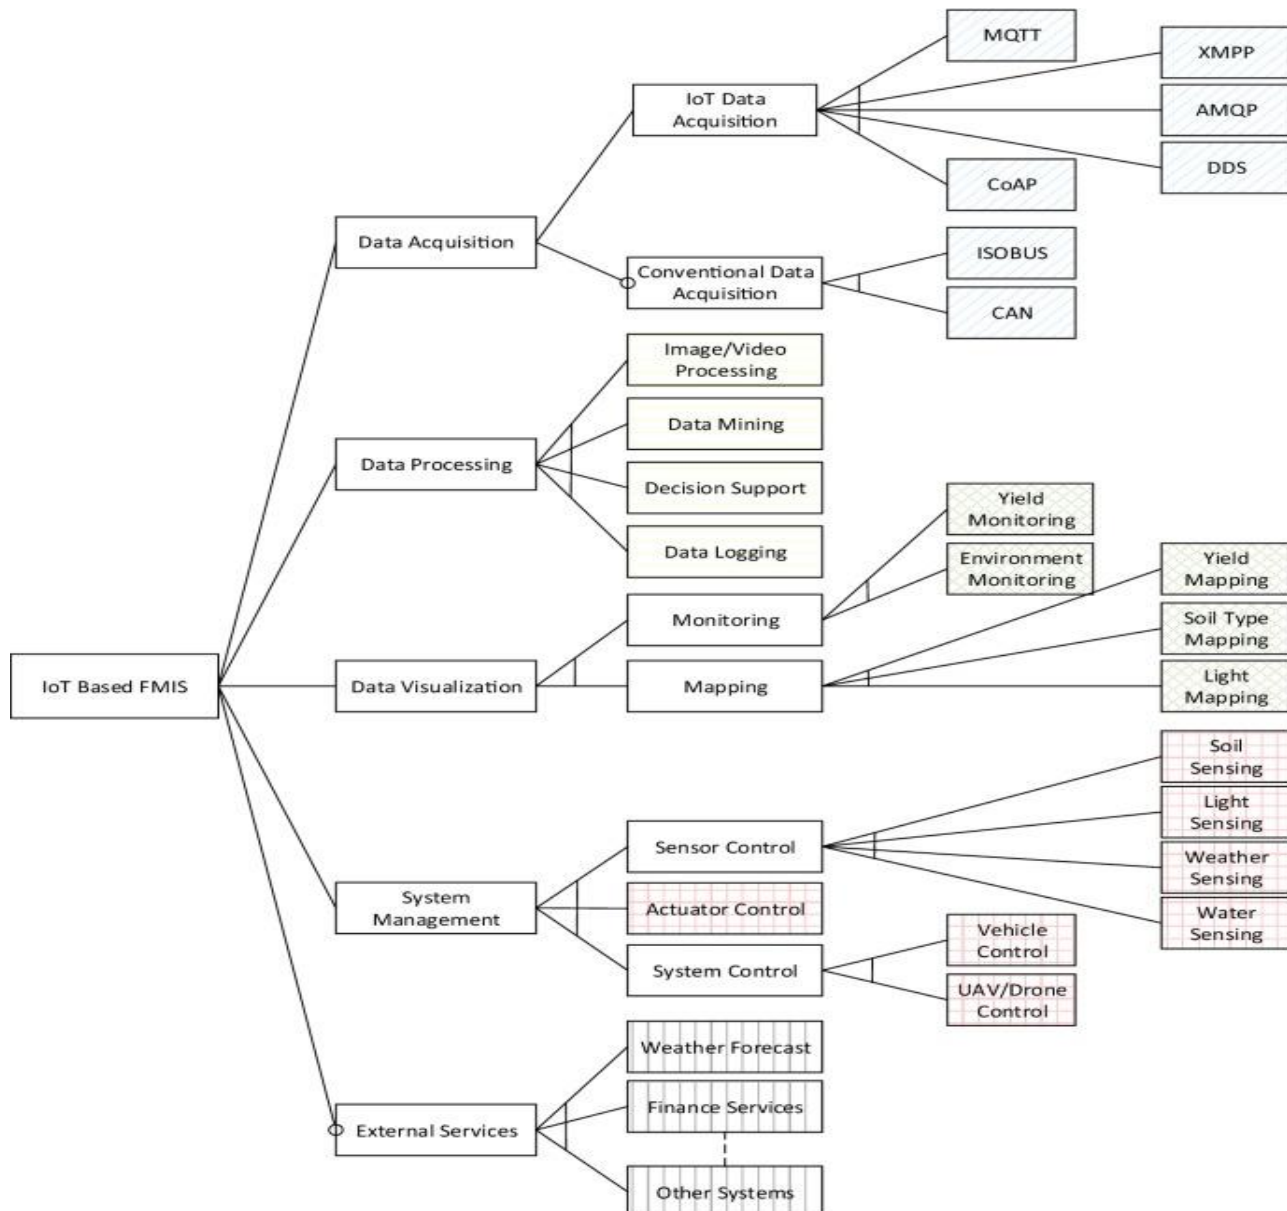 MQTT
XMPP
IoT Data
Acquisition
AMQP
DDS
CoAP
Data Acquisition
ISOBUS
Conventional Data
Acquisition
CAN
Image/Video
Processing
Data Mining
Data Processing
Decision Support
Data Logging
Yield
Monitoring
Environment
Monitoring
Yield
Mapping
Monitoring
Soil Type
Mapping
IoT Based FMIS
Data Visualization
Mapping
Light
Mapping
Soil
Sensing
Light
Sensing
Sensor Control
Weather
Sensing
System
Management
Actuator Control
Water
Sensing
Vehicle
Control
System Control
UAV/Drone
Control
Weather Forecast
Finance Services
External Services
Other Systems